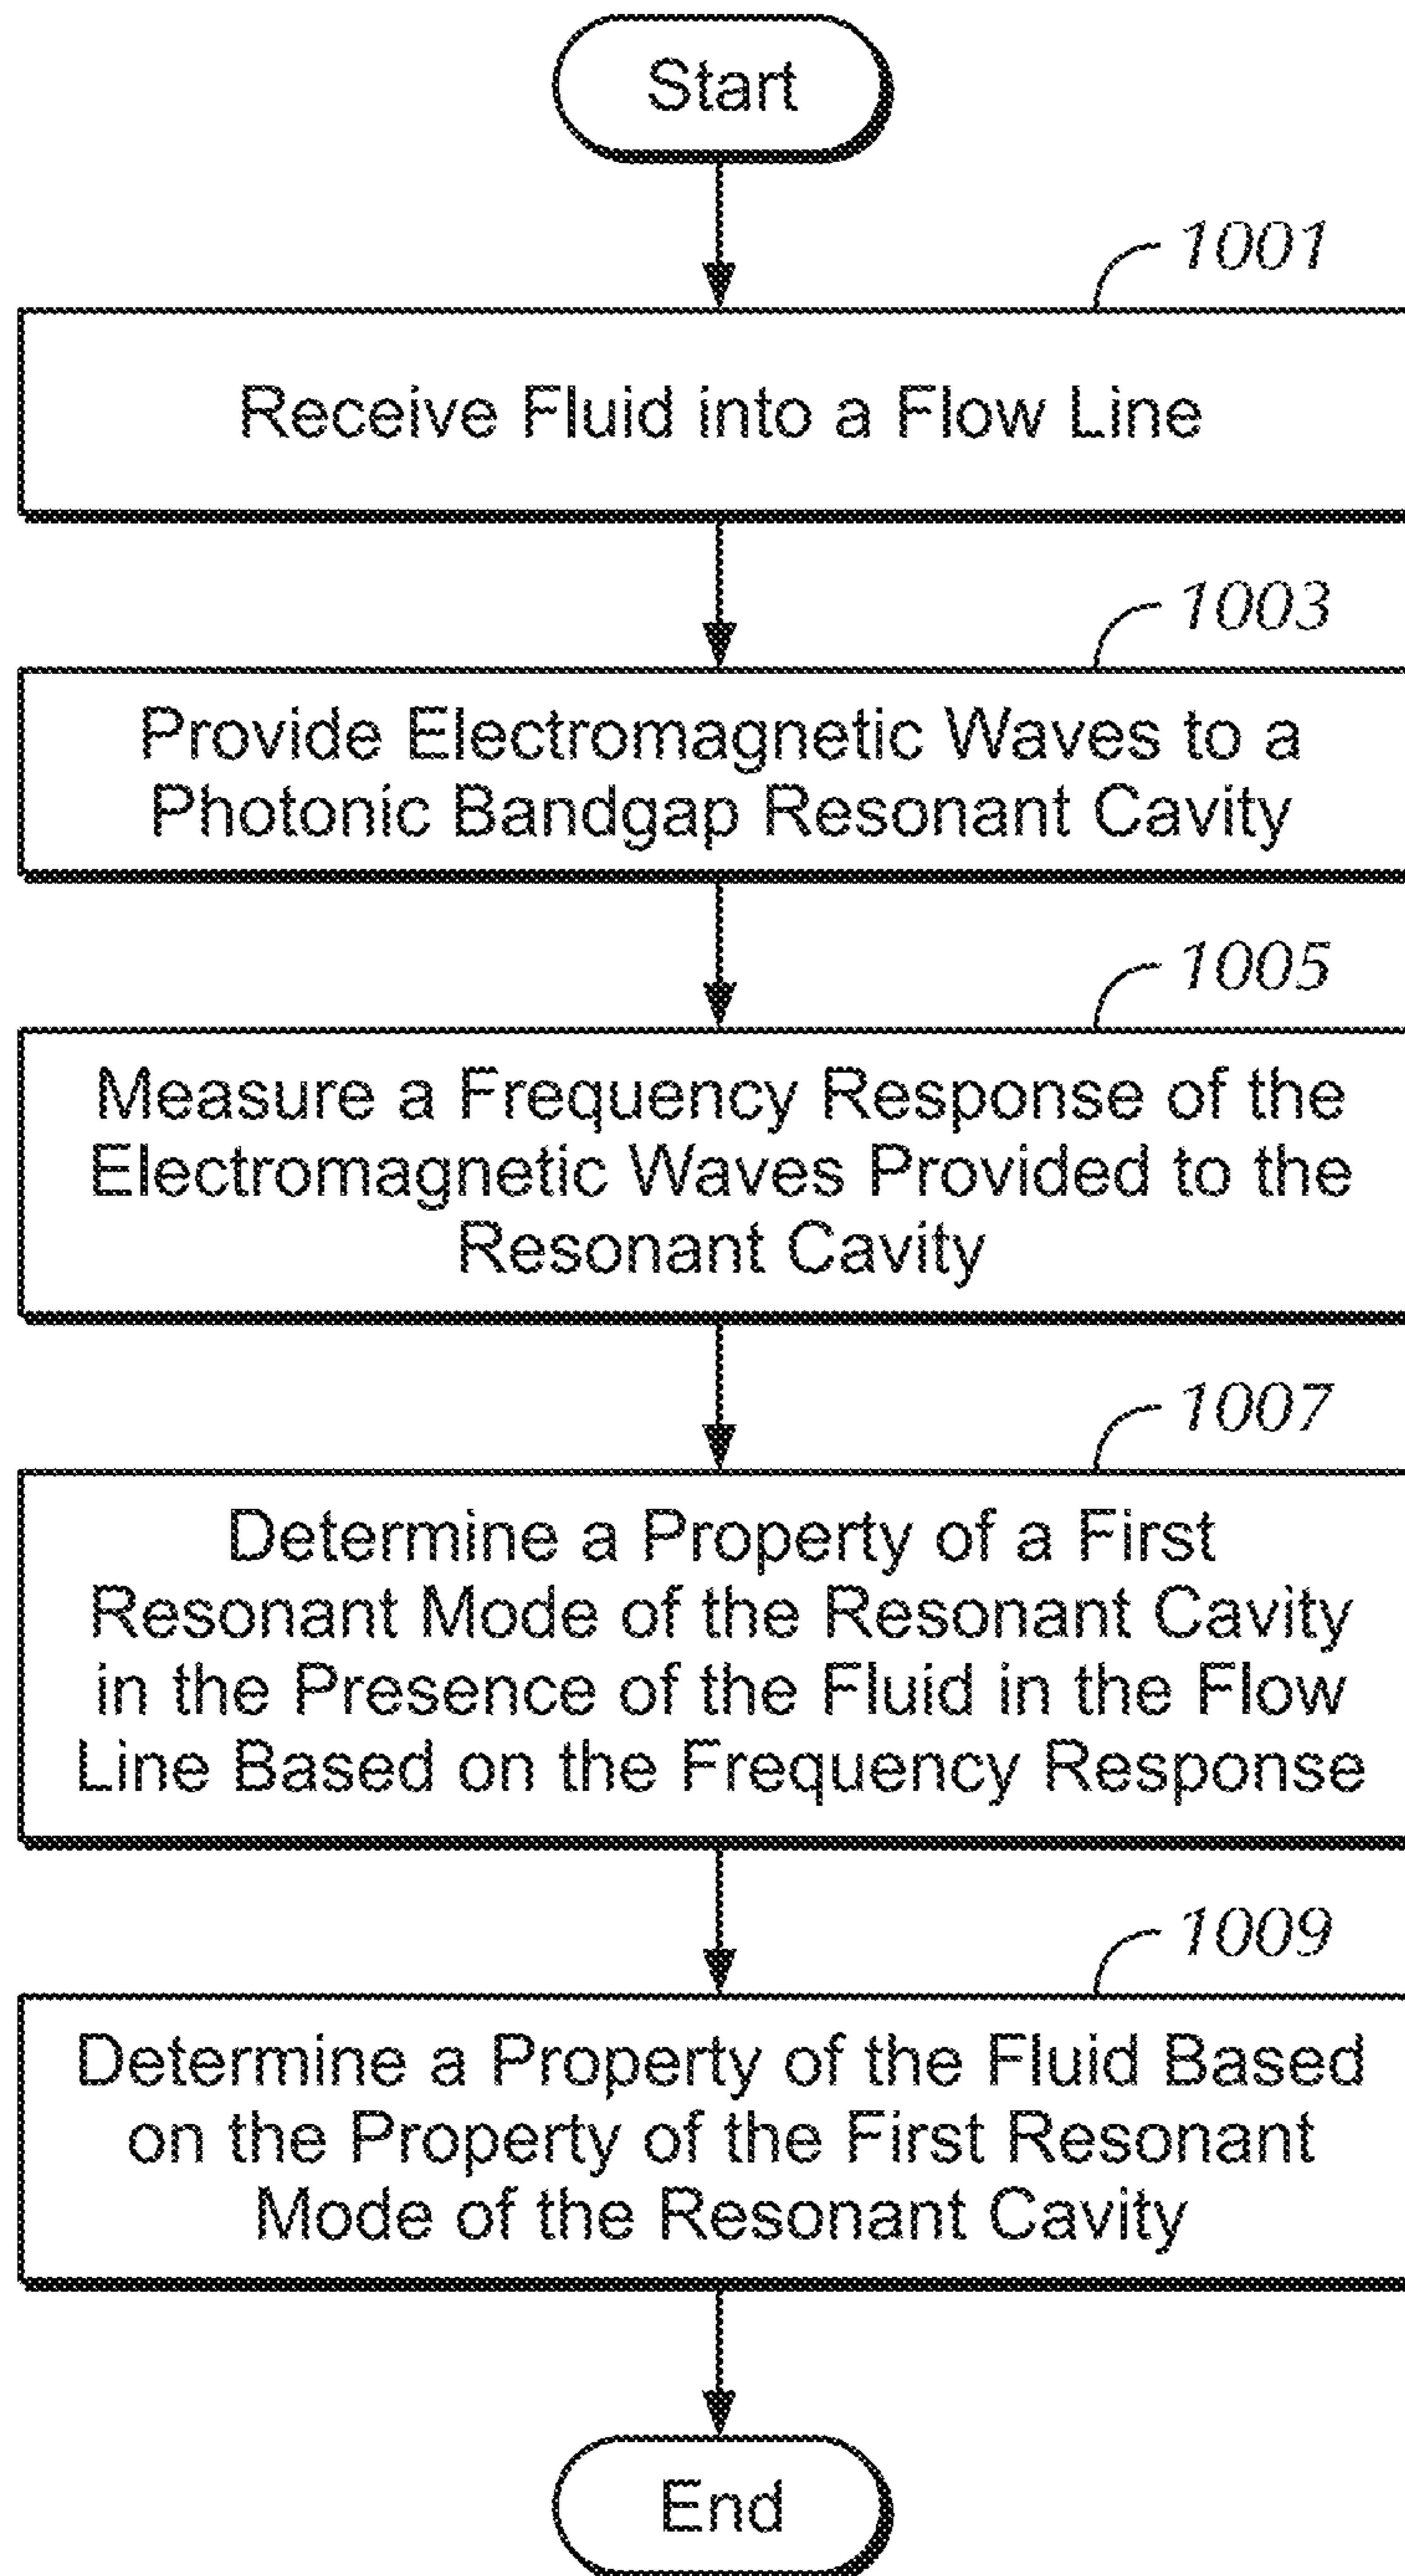 Start
1001
Receive Fluid into a Flow Line
1003
Provide Electromagnetic Waves to a
Photonic Bandgap Resonant Cavity
1005
Measure a Frequency Response of the
Electromagnetic Waves Provided to the
Resonant Cavity
1007
Determine a Property of a First
Resonant Mode of the Resonant Cavity
in the Presence of the Fluid in the Flow
Line Based on the Frequency Response
1009
Determine a Property of the Fluid Based
on the Property of the First Resonant
Mode of the Resonant Cavity
End